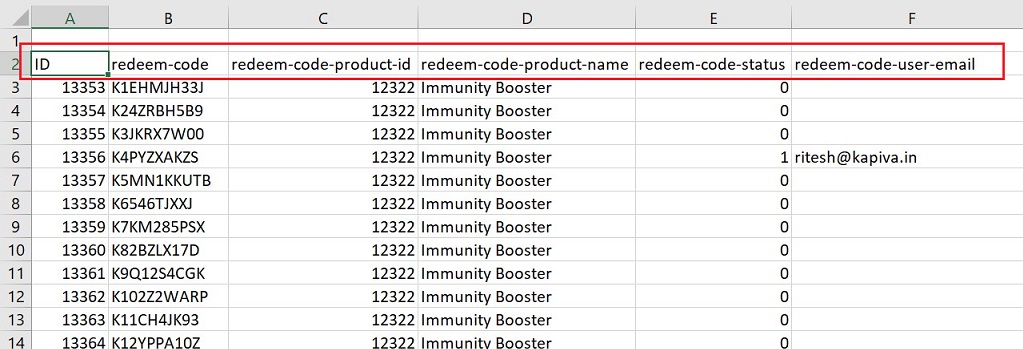 A B C D E F
1
2 ID redeem-code redeem-code-product-id redeem-code-product-name redeem-code-status redeem-code-user-email
3 13353 K1EHMJH33J 12322 Immunity Booster 0
4 13354 K24ZRBH5B9 12322 Immunity Booster 0
5 13355 K3JKRX7W00 12322 Immunity Booster 0
6 13356 K4PYZXAKZS 12322 Immunity Booster 1 ritesh@kapiva.in
7 13357 K5MN1KKUTB 12322 Immunity Booster 0
8 13358 K6546TJXXJ 12322 Immunity Booster 0
9 13359 K7KM285PSX 12322 Immunity Booster 0
10 13360 K82BZLX17D 12322 Immunity Booster 0
11 13361 K9Q12S4CGK 12322 Immunity Booster 0
12 13362 K102Z2WARP 12322 Immunity Booster 0
13 13363 K11CH4JK93 12322 Immunity Booster 0
14 13364 K12YPPA10Z 12322 Immunity Booster 0